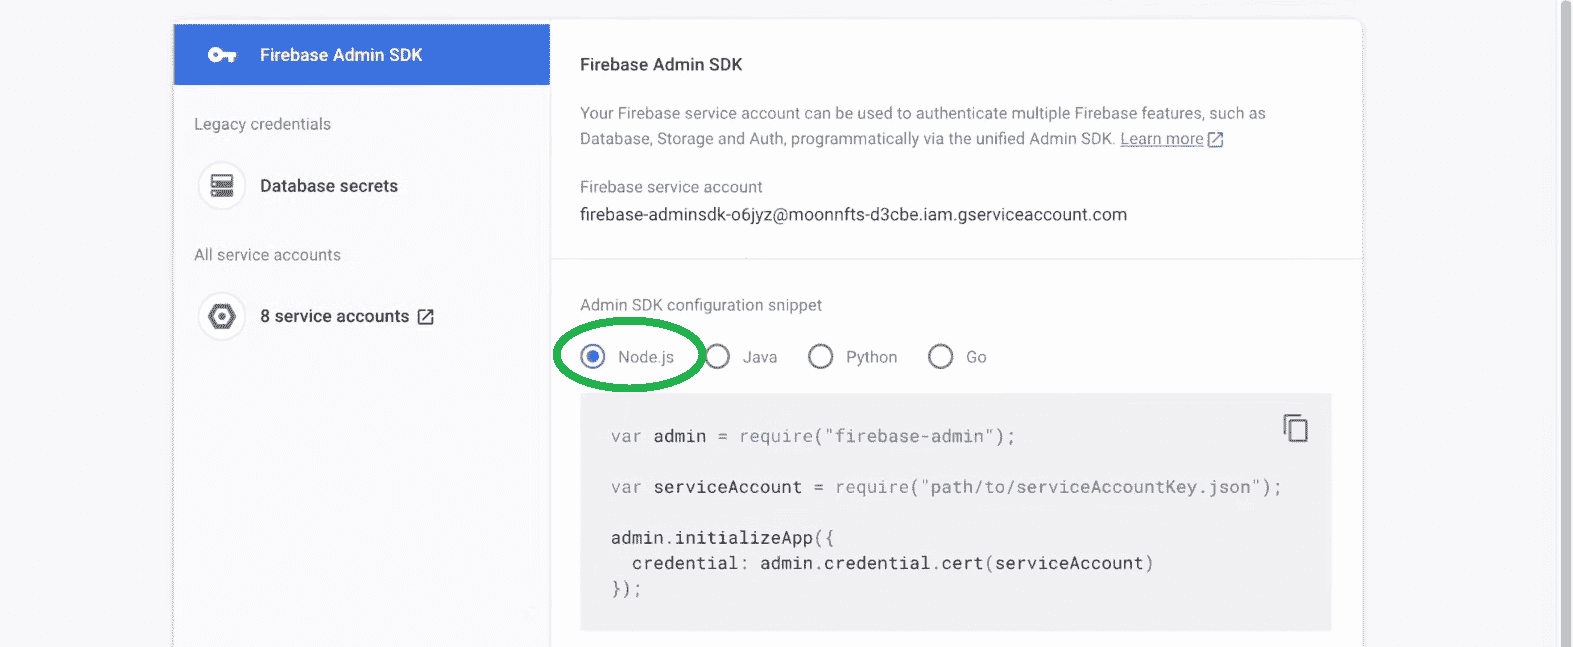 Firebase Admin SDK
Legacy credentials
Database secrets
All service accounts
8 service accounts
Firebase Admin SDK
Your Firebase service account can be used to authenticate multiple Firebase features, such as
Database, Storage and Auth, programmatically via the unified Admin SDK. Learn more
Firebase service account
firebase-adminsdk-o6jyz@moonnfts-d3cbe.iam.gserviceaccount.com
Admin SDK configuration snippet
Node.js Java Python Go
var admin = require("firebase-admin");
var serviceAccount = require("path/to/serviceAccountKey.json");
admin.initializeApp({
  credential: admin.credential.cert(serviceAccount)
});